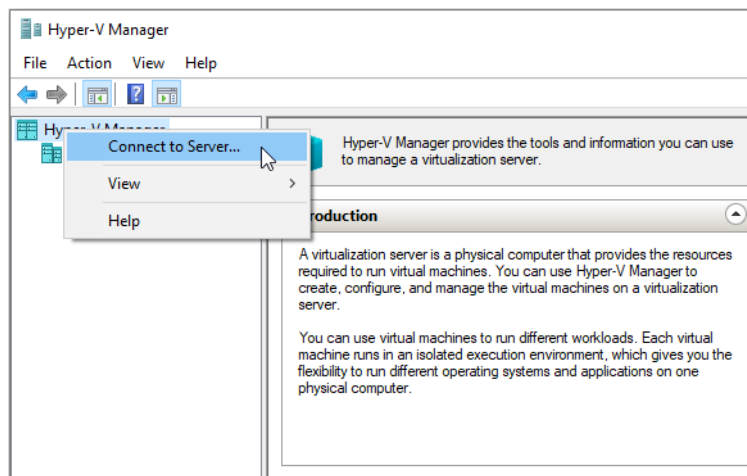 Hyper-V Manager
File Action View Help
Hyper-V Manager
Connect to Server...
View
Help
Hyper-V Manager provides the tools and information you can use
to manage a virtualization server.
roduction
A virtualization server is a physical computer that provides the resources
required to run virtual machines. You can use Hyper-V Manager to
create, configure, and manage the virtual machines on a virtualization
server.
You can use virtual machines to run different workloads. Each virtual
machine runs in an isolated execution environment, which gives you the
flexibility to run different operating systems and applications on one
physical computer.